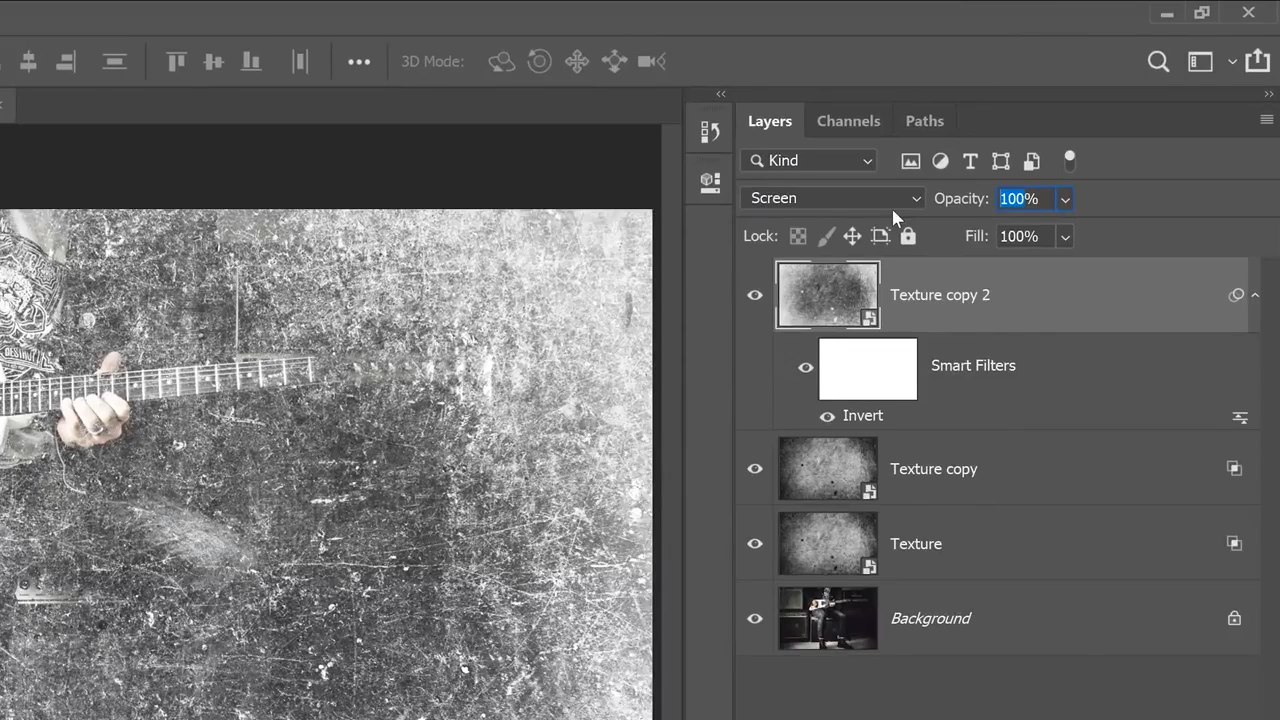 3D Mode:
Layers
Channels
Paths
Kind
Screen
Opacity: 100%
Lock:
Fill: 100%
Texture copy 2
Smart Filters
Invert
Texture copy
Texture
Background